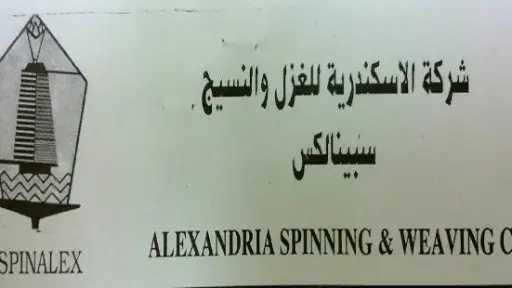 شركة الاسكندرية للغزل والنسيج
سبينالكس
ALEXANDRIA SPINNING & WEAVING C
SPINALEX